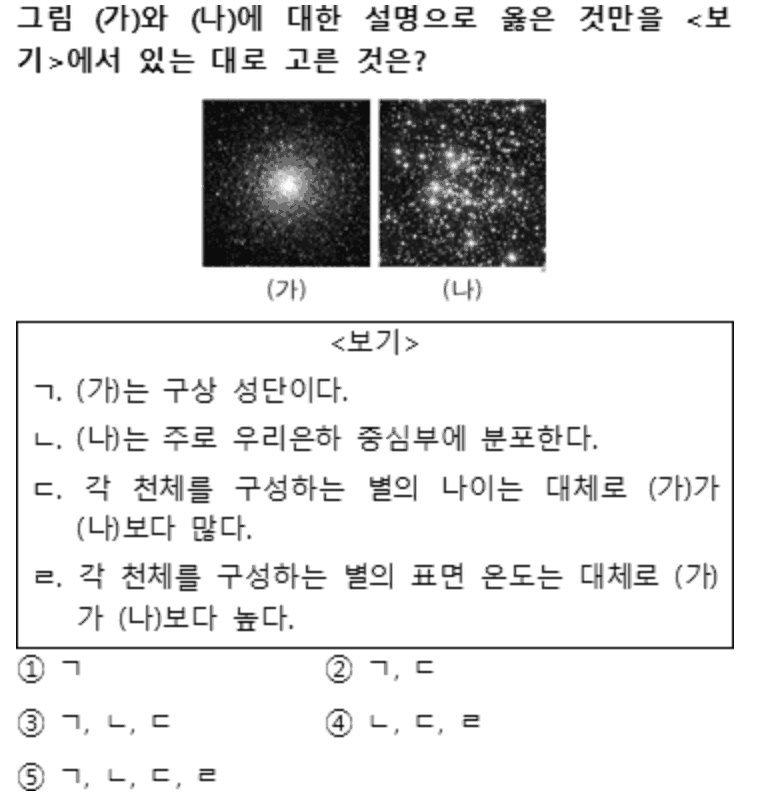 그림 (가)와 (나)에 대한 설명으로 옳은 것만을 <보
기>에서 있는 대로 고른 것은?
(가) (나)
<보기>
ㄱ. (가)는 구상 성단이다.
ㄴ. (나)는 주로 우리은하 중심부에 분포한다.
ㄷ. 각 천체를 구성하는 별의 나이는 대체로 (가)가
(나)보다 많다.
ㄹ. 각 천체를 구성하는 별의 표면 온도는 대체로 (가)
가 (나)보다 높다.
① ㄱ ② ㄱ, ㄷ
③ ㄱ, ㄴ, ㄷ ④ ㄴ, ㄷ, ㄹ
⑤ ㄱ, ㄴ, ㄷ, ㄹ